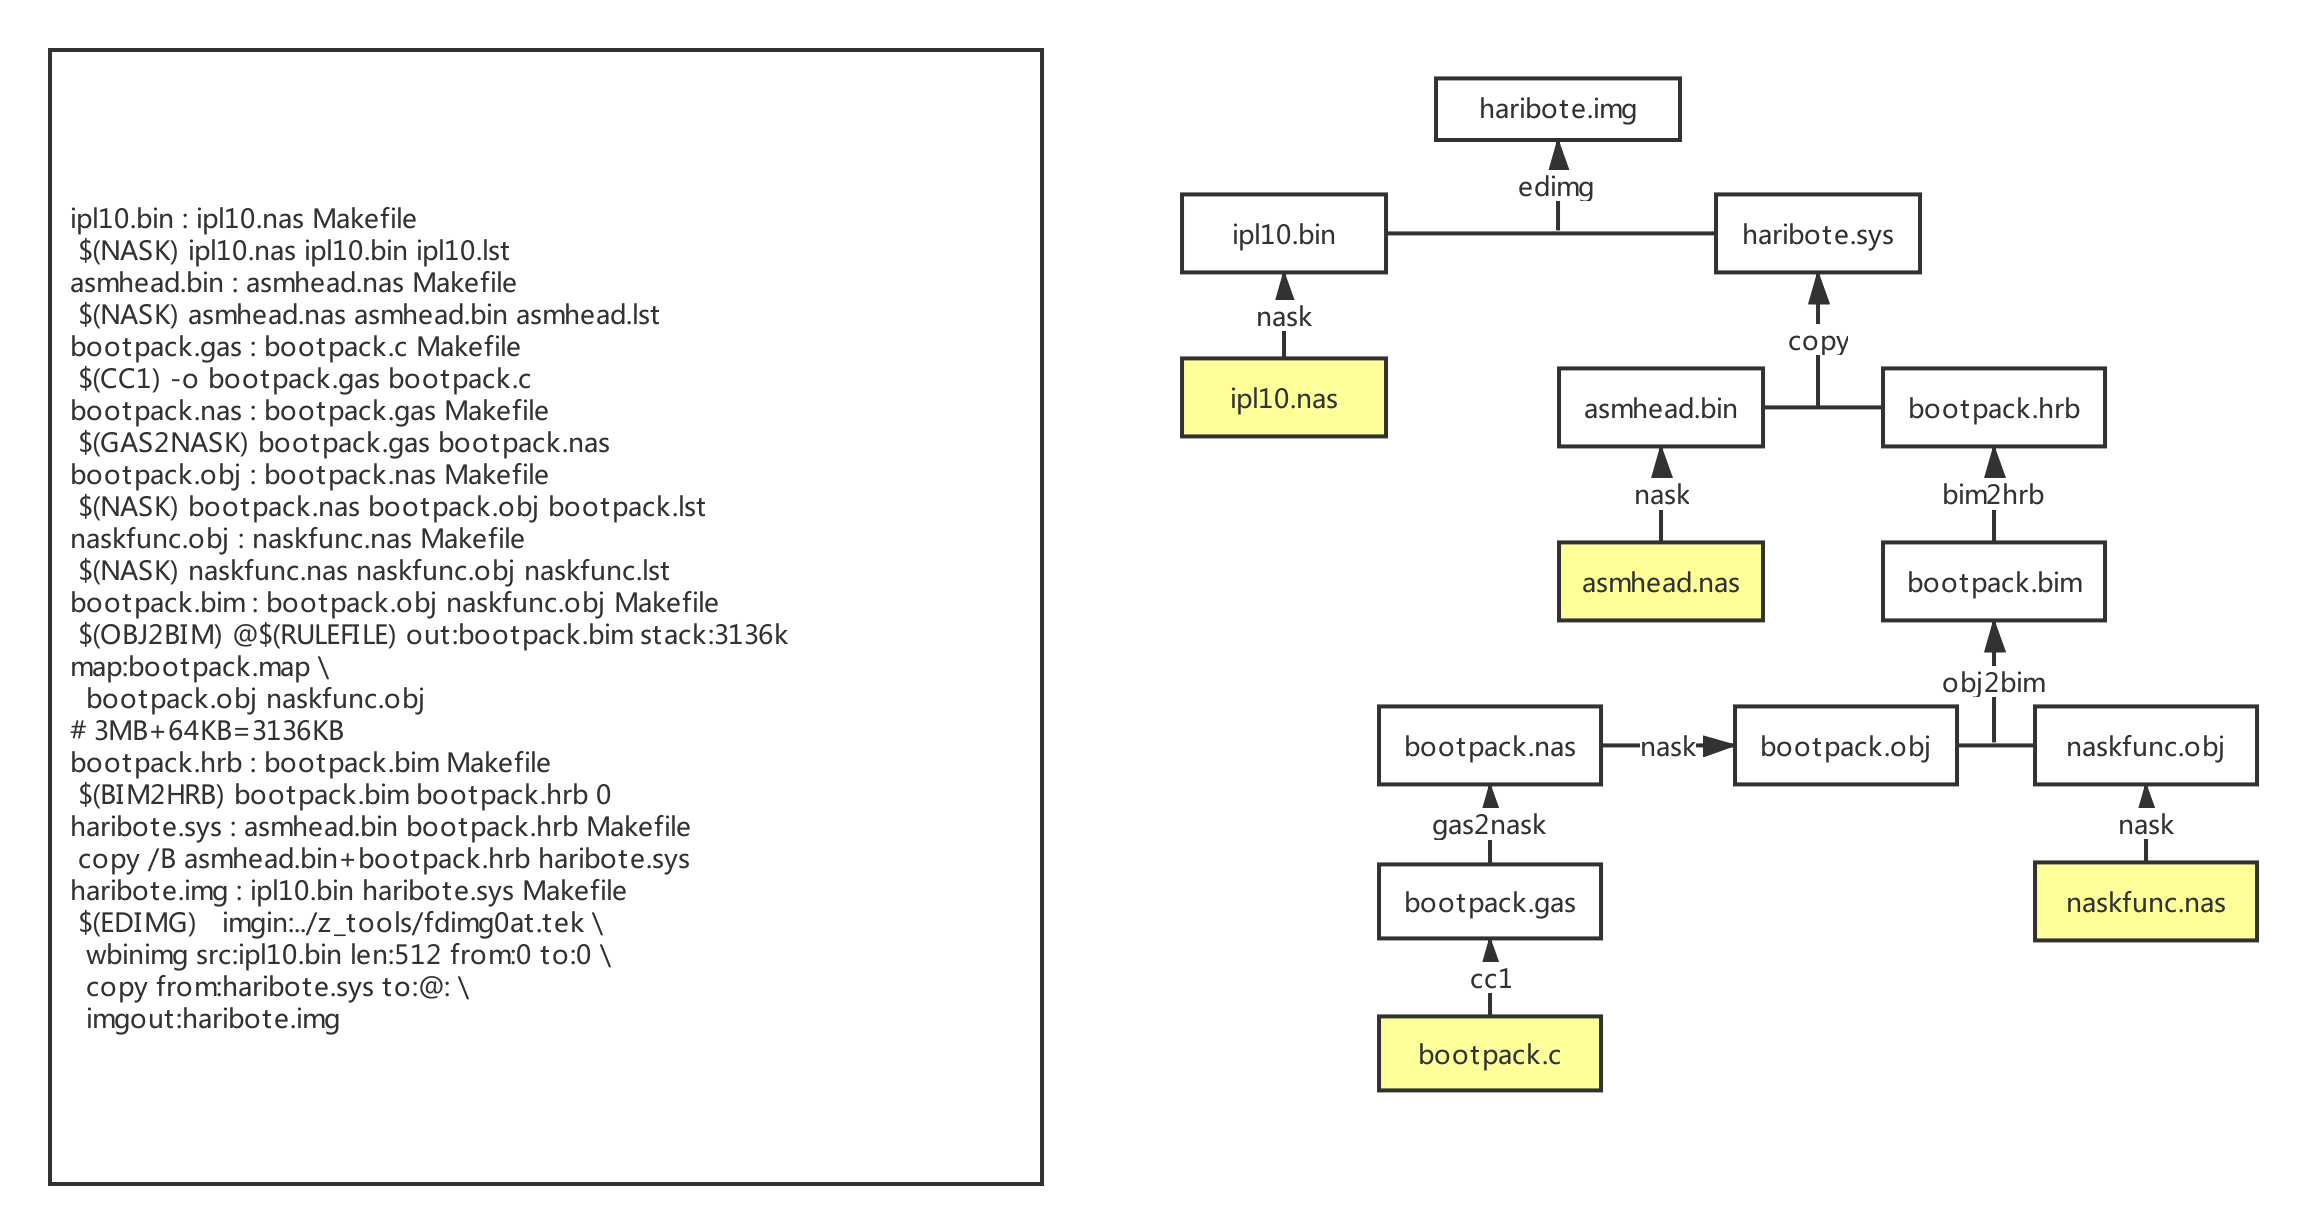 ipl10.bin : ipl10.nas Makefile
$(NASK) ipl10.nas ipl10.bin ipl10.lst
asmhead.bin : asmhead.nas Makefile
$(NASK) asmhead.nas asmhead.bin asmhead.lst
bootpack.gas : bootpack.c Makefile
$(CC1) -o bootpack.gas bootpack.c
bootpack.nas : bootpack.gas Makefile
$(GAS2NASK) bootpack.gas bootpack.nas
bootpack.obj : bootpack.nas Makefile
$(NASK) bootpack.nas bootpack.obj bootpack.lst
naskfunc.obj : naskfunc.nas Makefile
$(NASK) naskfunc.nas naskfunc.obj naskfunc.lst
bootpack.bim : bootpack.obj naskfunc.obj Makefile
$(OBJ2BIM) @$(RULEFILE) out:bootpack.bim stack:3136k
map:bootpack.map \
bootpack.obj naskfunc.obj
# 3MB+64KB=3136KB
bootpack.hrb : bootpack.bim Makefile
$(BIM2HRB) bootpack.bim bootpack.hrb 0
haribote.sys : asmhead.bin bootpack.hrb Makefile
copy /B asmhead.bin+bootpack.hrb haribote.sys
haribote.img : ipl10.bin haribote.sys Makefile
$(EDIMG)   imgin:../z_tools/fdimg0at.tek \
wbinimg src:ipl10.bin len:512 from:0 to:0 \
copy from:haribote.sys to:@: \
imgout:haribote.img
haribote.img
edimg
ipl10.bin
haribote.sys
nask
copy
ipl10.nas
asmhead.bin
bootpack.hrb
nask
bim2hrb
asmhead.nas
bootpack.bim
obj2bim
bootpack.nas
nask
bootpack.obj
naskfunc.obj
gas2nask
nask
bootpack.gas
naskfunc.nas
cc1
bootpack.c